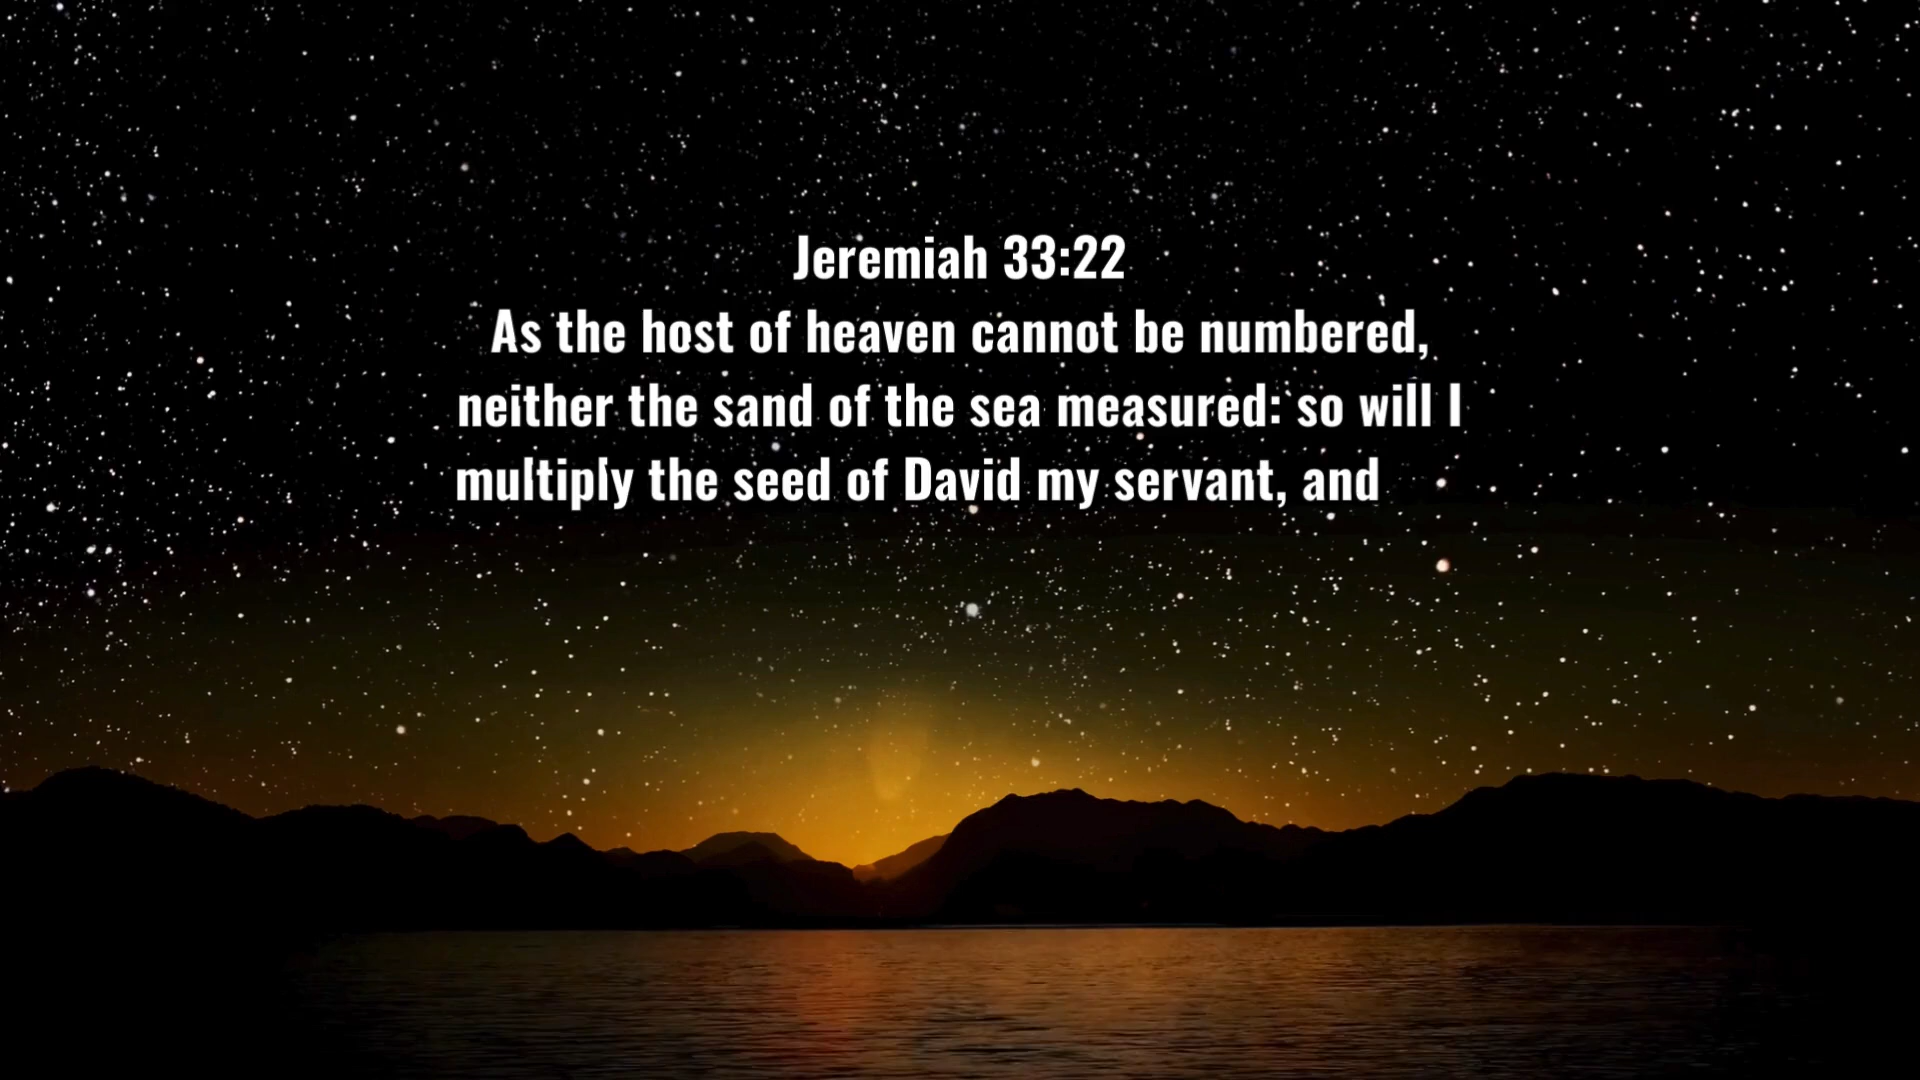 Jeremiah 33:22
As the host of heaven cannot be numbered,
neither the sand of the sea measured: so will I
multiply the seed of David my servant, and